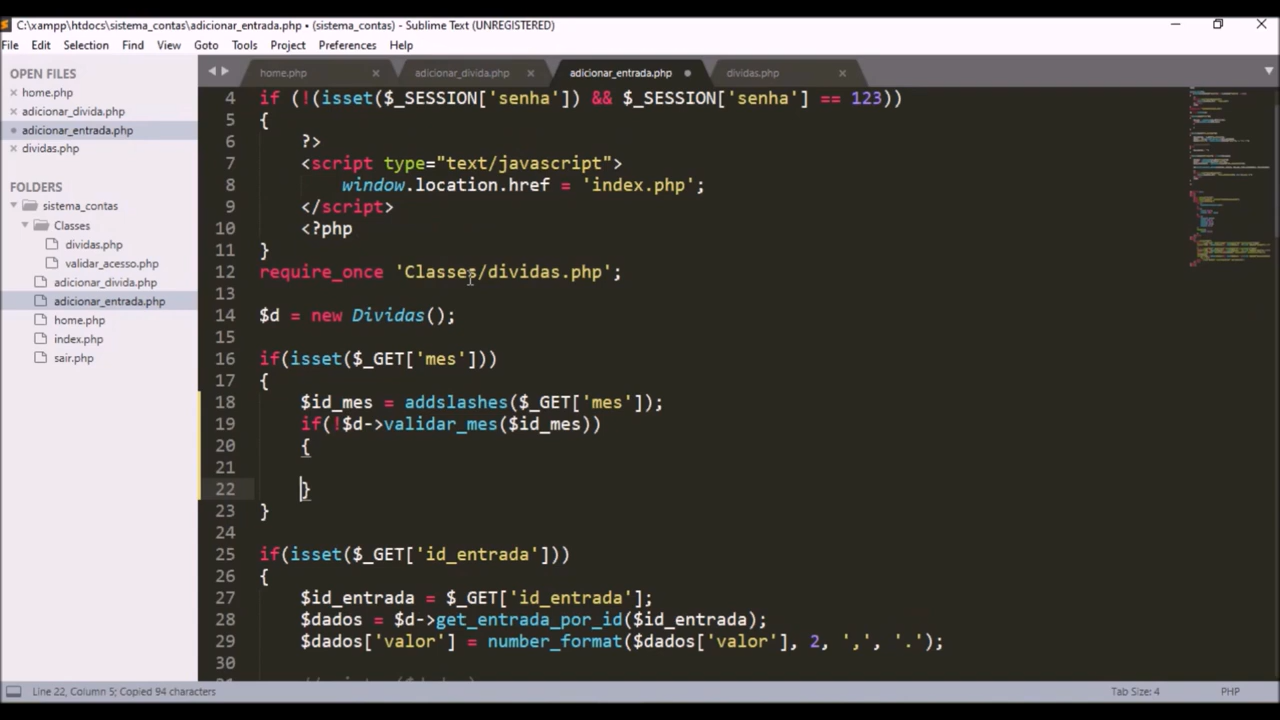 C:\xampp\htdocs\sistema_contas\adicionar_entrada.php • (sistema_contas) - Sublime Text (UNREGISTERED)
File Edit Selection Find View Goto Tools Project Preferences Help
OPEN FILES
home.php
adicionar_divida.php
adicionar_entrada.php
dividas.php
FOLDERS
sistema_contas
Classes
dividas.php
validar_acesso.php
adicionar_divida.php
adicionar_entrada.php
home.php
index.php
sair.php
home.php adicionar_divida.php adicionar_entrada.php dividas.php
4 if (!(isset($_SESSION['senha']) && $_SESSION['senha'] == 123))
5 {
6 ?>
7 <script type="text/javascript">
8 window.location.href = 'index.php';
9 </script>
10 <?php
11 }
12 require_once 'Classes/dividas.php';
13
14 $d = new Dividas();
15
16 if(isset($_GET['mes']))
17 {
18 $id_mes = addslashes($_GET['mes']);
19 if(!$d->validar_mes($id_mes))
20 {
21
22 }
23 }
24
25 if(isset($_GET['id_entrada']))
26 {
27 $id_entrada = $_GET['id_entrada'];
28 $dados = $d->get_entrada_por_id($id_entrada);
29 $dados['valor'] = number_format($dados['valor'], 2, ',', '.');
30
Line 22, Column 5; Copied 94 characters
Tab Size: 4
PHP